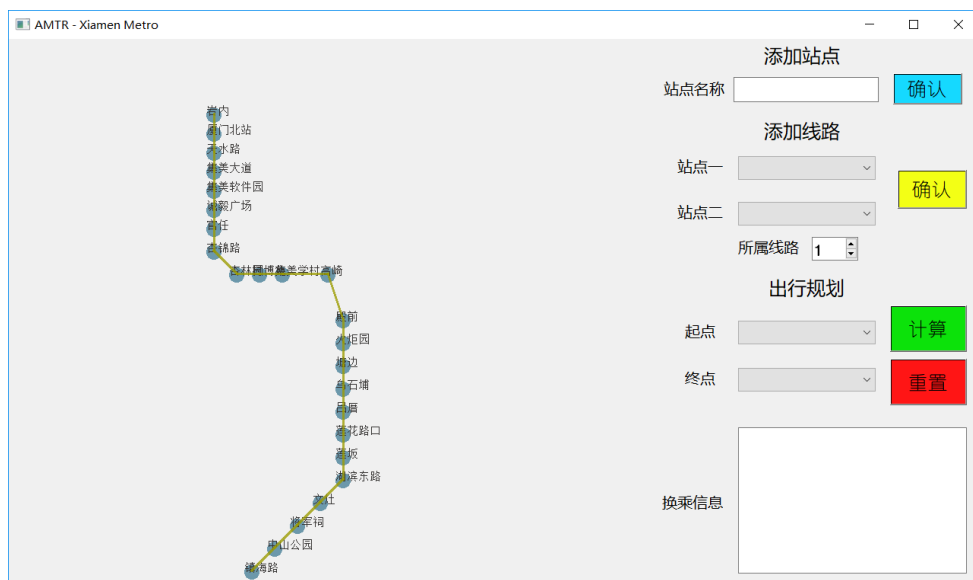 AMTR - Xiamen Metro
添加站点
站点名称
确认
添加线路
站点一
确认
站点二
所属线路
1
出行规划
起点
计算
终点
重置
换乘信息
岩内
厦门北站
天水路
集美大道
集美软件园
诚毅广场
官任
杏锦路
杏林村
园博苑
集美学村
高崎
殿前
火炬园
塘边
乌石埔
吕厝
莲花路口
莲坂
湖滨东路
文灶
将军祠
中山公园
镇海路